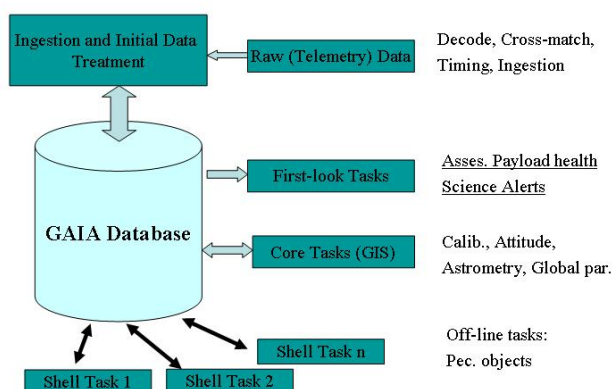 Ingestion and Initial Data
Treatment
Raw (Telemetry) Data
Decode, Cross-match,
Timing, Ingestion
First-look Tasks
Asses. Payload health
Science Alerts
GAIA Database
Core Tasks (GIS)
Calib., Attitude,
Astrometry, Global par.
Shell Task n
Off-line tasks:
Pec. objects
Shell Task 1
Shell Task 2